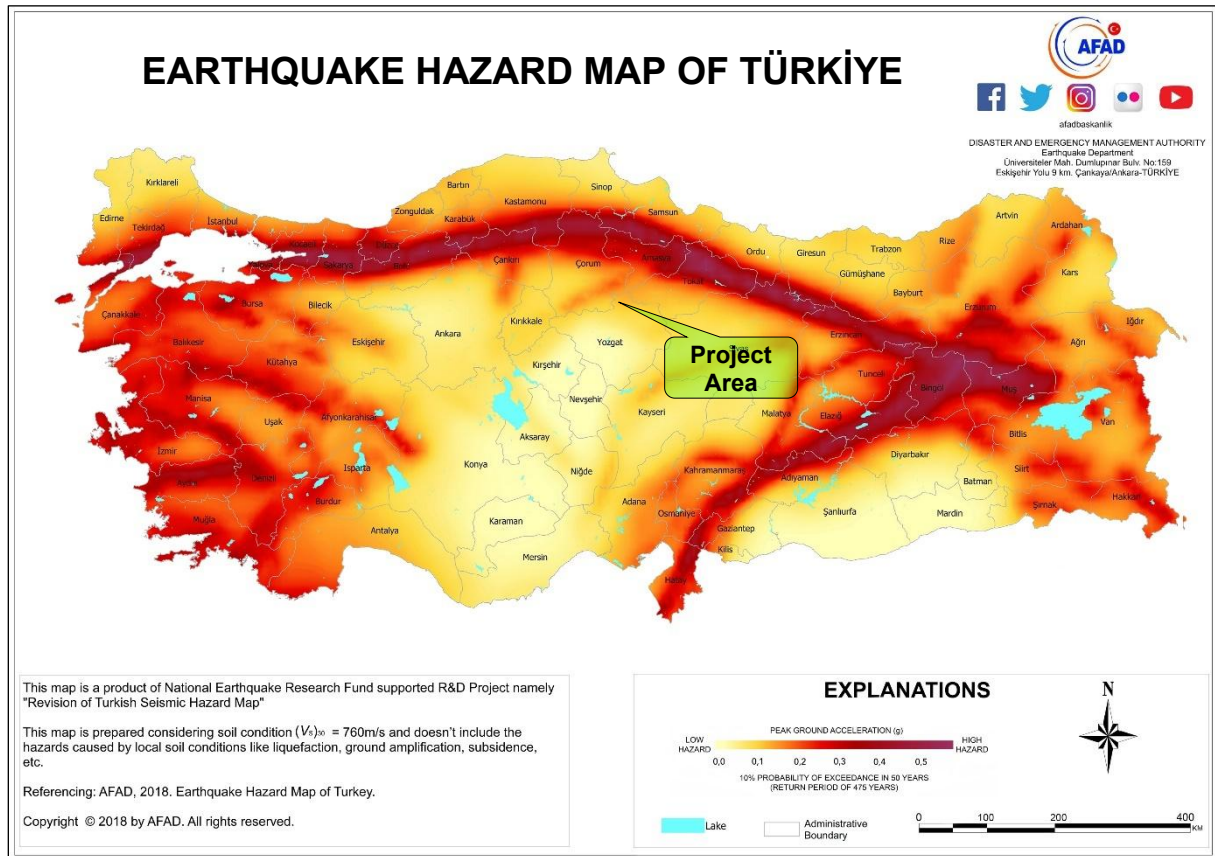 EARTHQUAKE HAZARD MAP OF TÜRKİYE
AFAD
afadbaskanlik
DISASTER AND EMERGENCY MANAGEMENT AUTHORITY
Earthquake Department
Üniversiteler Mah. Dumlupınar Bulv. No:159
Eskişehir Yolu 9 km. Çankaya/Ankara-TÜRKİYE
Kırklareli
Edirne
Tekirdağ
İstanbul
Kocaeli
Yalova
Sakarya
Düzce
Bolu
Zonguldak
Bartın
Karabük
Kastamonu
Sinop
Samsun
Çankırı
Çorum
Amasya
Tokat
Ordu
Giresun
Trabzon
Gümüşhane
Bayburt
Rize
Artvin
Ardahan
Kars
Iğdır
Ağrı
Erzurum
Erzincan
Çanakkale
Bursa
Bilecik
Balıkesir
Kütahya
Eskişehir
Ankara
Kırıkkale
Yozgat
Kırşehir
Sivas
Project
Area
Tunceli
Bingöl
Muş
Manisa
Uşak
Afyonkarahisar
Nevşehir
Kayseri
Malatya
Elazığ
Van
Bitlis
İzmir
Aydın
Denizli
Isparta
Burdur
Konya
Aksaray
Niğde
Kahramanmaraş
Adıyaman
Diyarbakır
Batman
Siirt
Şırnak
Hakkari
Muğla
Antalya
Karaman
Mersin
Adana
Osmaniye
Gaziantep
Kilis
Hatay
Şanlıurfa
Mardin
This map is a product of National Earthquake Research Fund supported R&D Project namely
"Revision of Turkish Seismic Hazard Map"
This map is prepared considering soil condition (Vs)30 = 760m/s and doesn't include the
hazards caused by local soil conditions like liquefaction, ground amplification, subsidence,
etc.
Referencing: AFAD, 2018. Earthquake Hazard Map of Turkey.
Copyright © 2018 by AFAD. All rights reserved.
EXPLANATIONS
PEAK GROUND ACCELERATION (g)
LOW
HAZARD
HIGH
HAZARD
0,0 0,1 0,2 0,3 0,4 0,5
10% PROBABILITY OF EXCEEDANCE IN 50 YEARS
(RETURN PERIOD OF 475 YEARS)
Lake
Administrative
Boundary
N
0 100 200 400
KM